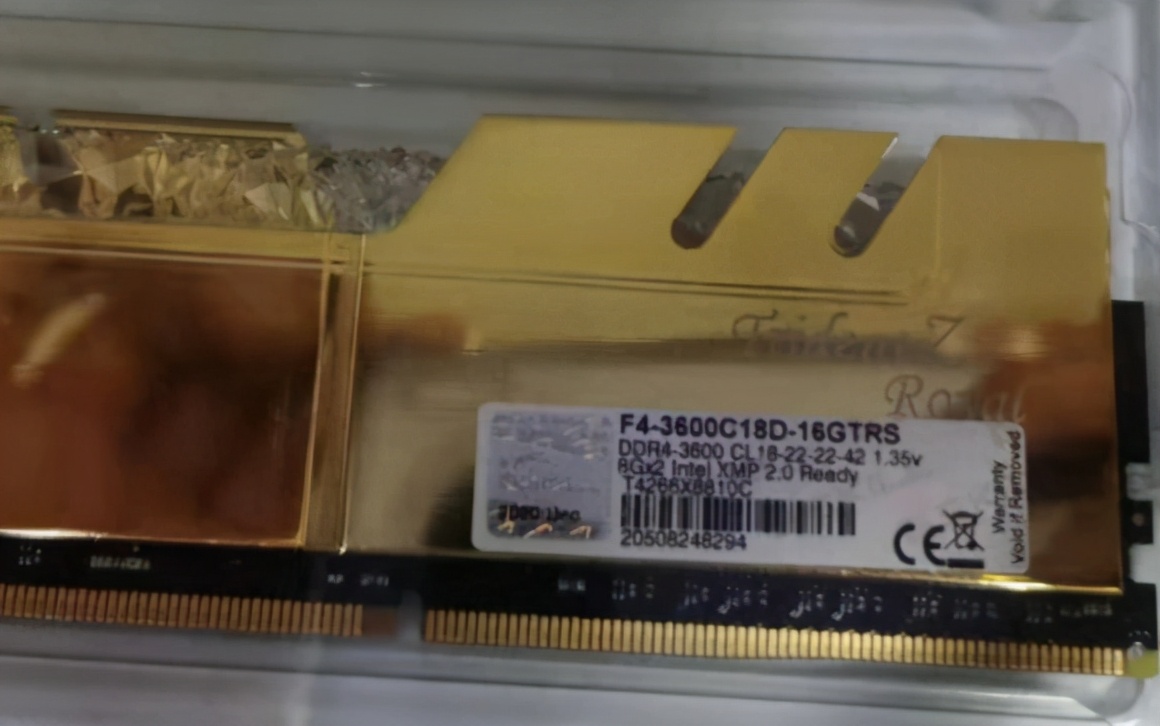 Trident Z
Royal
F4-3600C18D-16GTRS
DDR4-3600 CL18-22-22-42 1.35v
8Gx2 Intel XMP 2.0 Ready
20508248294
CE
Warranty
Void if Removed